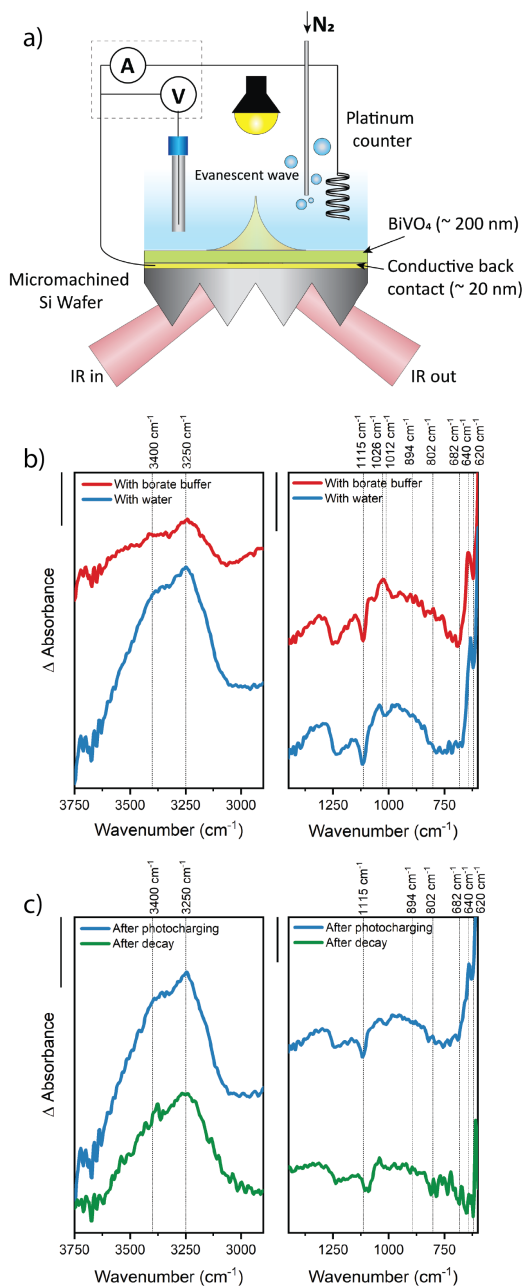 a)
N₂
A
V
Platinum
counter
Evanescent wave
BiVO₄ (~ 200 nm)
Micromachined
Si Wafer
Conductive back
contact (~ 20 nm)
IR in
IR out
b)
3400 cm⁻¹
3250 cm⁻¹
1115 cm⁻¹
1026 cm⁻¹
1012 cm⁻¹
894 cm⁻¹
802 cm⁻¹
682 cm⁻¹
640 cm⁻¹
620 cm⁻¹
With borate buffer
With water
With borate buffer
With water
Δ Absorbance
3750 3500 3250 3000
1250 1000 750
Wavenumber (cm⁻¹)
Wavenumber (cm⁻¹)
c)
3400 cm⁻¹
3250 cm⁻¹
1115 cm⁻¹
894 cm⁻¹
802 cm⁻¹
682 cm⁻¹
640 cm⁻¹
620 cm⁻¹
After photocharging
After decay
After photocharging
After decay
Δ Absorbance
3750 3500 3250 3000
1250 1000 750
Wavenumber (cm⁻¹)
Wavenumber (cm⁻¹)